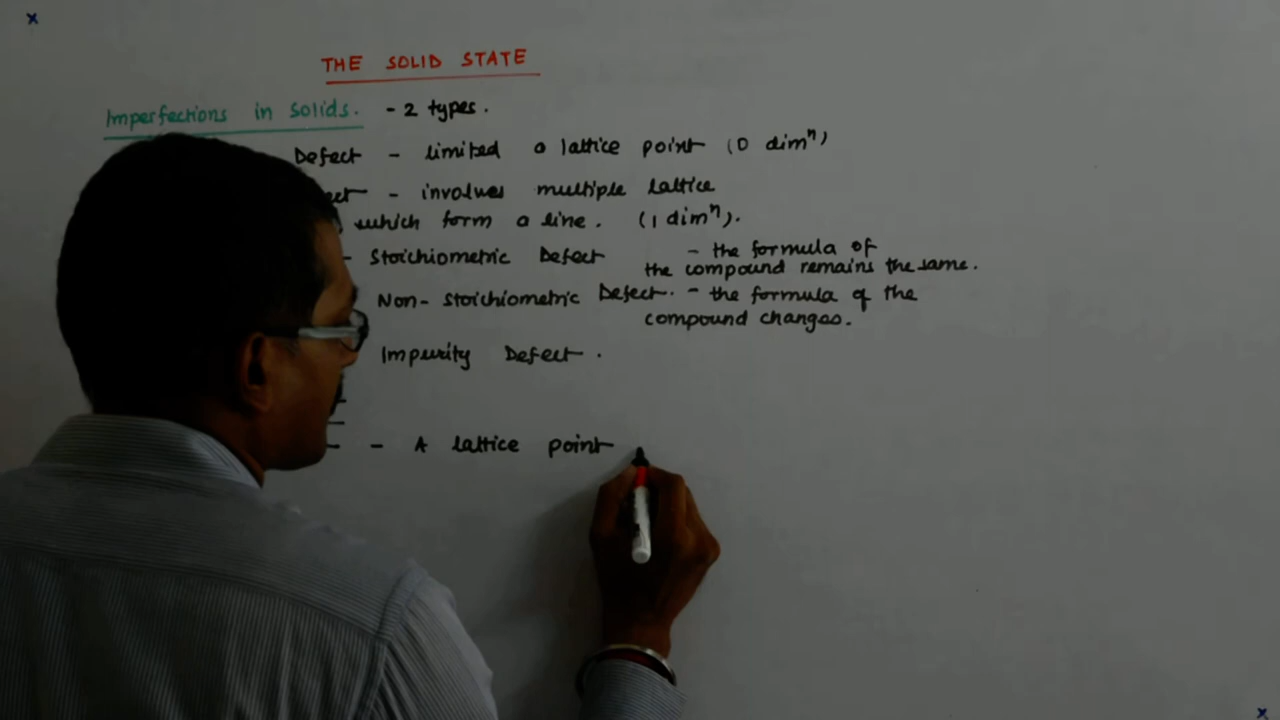 THE SOLID STATE
Imperfections in solids. - 2 types.
Defect - limited a lattice point (0 dimⁿ)
- involves multiple lattice
which form a line. (1 dimⁿ).
- Stoichiometric Defect - the formula of
the compound remains the same.
Non-Stoichiometric Defect. - the formula of the
compound changes.
Impurity Defect.
- A lattice point